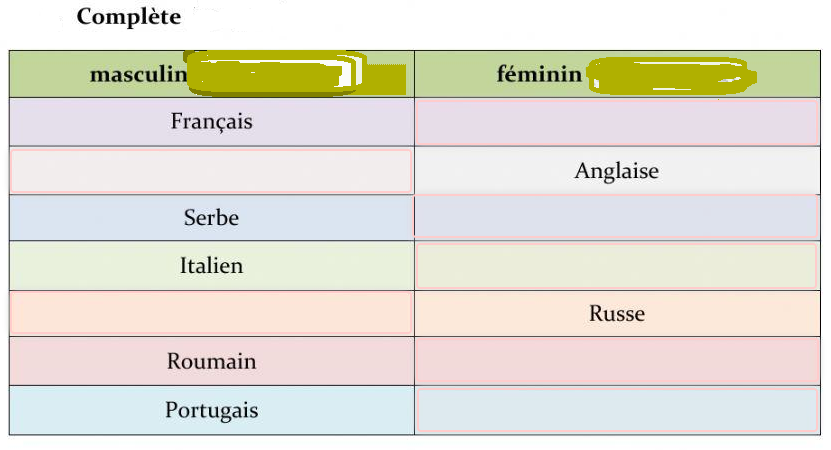 Complète
masculin féminin
Français
Anglaise
Serbe
Italien
Russe
Roumain
Portugais